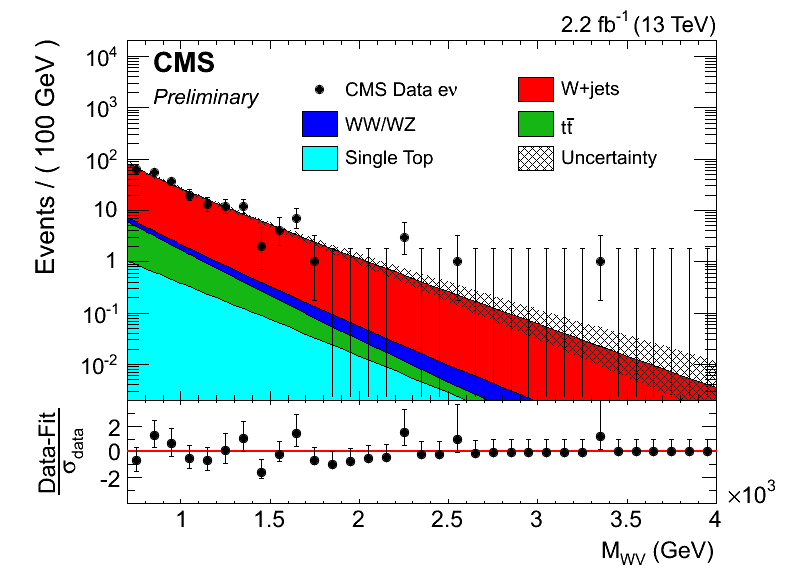 2.2 fb⁻¹ (13 TeV)
CMS
Preliminary
CMS Data eν
W+jets
WW/WZ
tt̄
Single Top
Uncertainty
Events / ( 100 GeV )
10⁴
10³
10²
10
1
10⁻¹
10⁻²
Data-Fit
σdata
2
0
-2
1
1.5
2
2.5
3
3.5
4
×10³
M_WV (GeV)